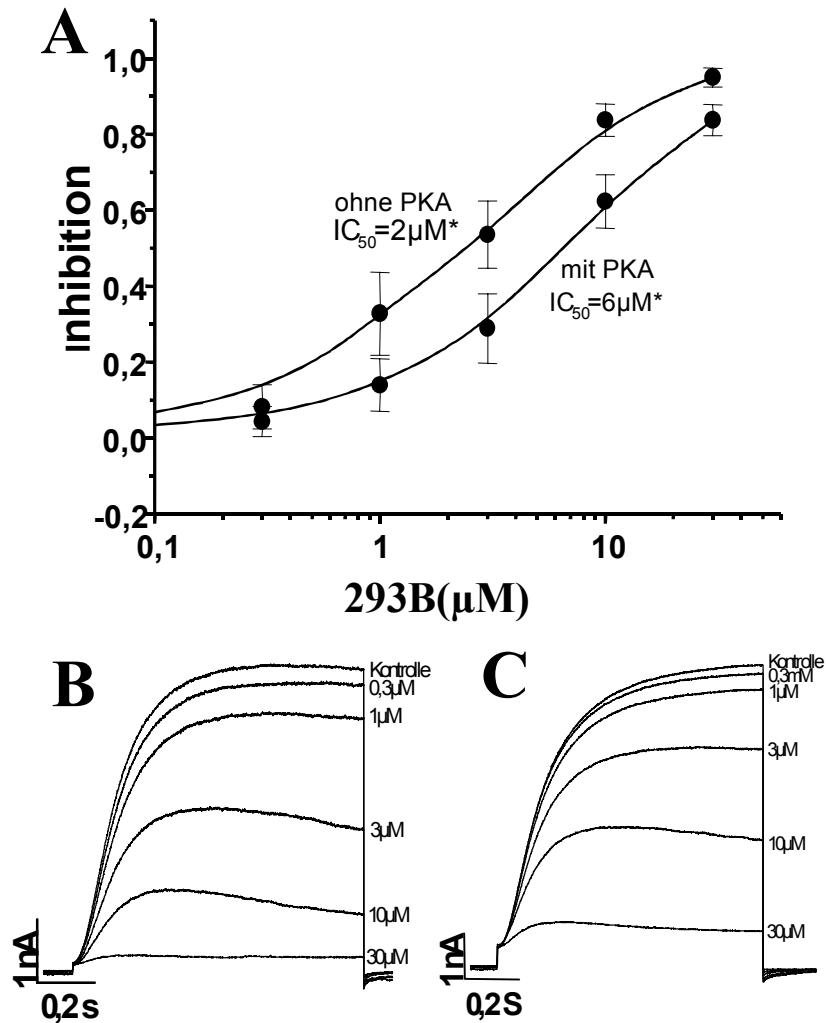 A
1,0
0,8
0,6
0,4
0,2
0,0
-0,2
Inhibition
ohne PKA
IC50=2µM*
mit PKA
IC50=6µM*
0,1
1
10
293B(µM)
B
Kontrolle
0,3µM
1µM
3µM
10µM
30µM
1nA
0,2s
C
Kontrolle
0,3mM
1µM
3µM
10µM
30µM
1nA
0,2S